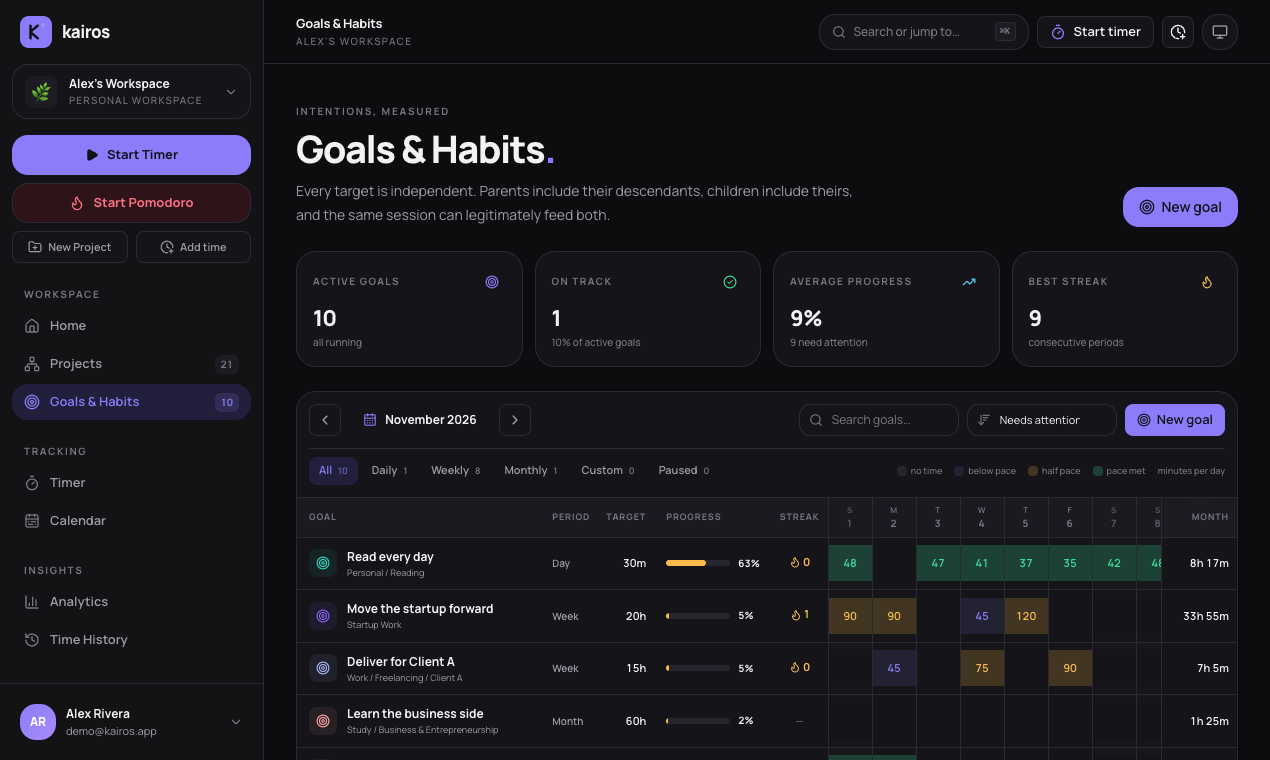 kairos
Goals & Habits
ALEX'S WORKSPACE
Search or jump to...
⌘K
Start timer
Alex's Workspace
PERSONAL WORKSPACE
Start Timer
Start Pomodoro
New Project
Add time
WORKSPACE
Home
Projects 21
Goals & Habits 10
TRACKING
Timer
Calendar
INSIGHTS
Analytics
Time History
AR
Alex Rivera
demo@kairos.app
INTENTIONS, MEASURED
Goals & Habits.
Every target is independent. Parents include their descendants, children include theirs,
and the same session can legitimately feed both.
New goal
ACTIVE GOALS
10
all running
ON TRACK
1
10% of active goals
AVERAGE PROGRESS
9%
9 need attention
BEST STREAK
9
consecutive periods
November 2026
Search goals...
Needs attention
New goal
All 10 Daily 1 Weekly 8 Monthly 1 Custom 0 Paused 0
no time below pace half pace pace met minutes per day
GOAL PERIOD TARGET PROGRESS STREAK S 1 M 2 T 3 W 4 T 5 F 6 S 7 S 8 MONTH
Read every day
Personal / Reading
Day 30m 63% 0 48 47 41 37 35 42 48 8h 17m
Move the startup forward
Startup Work
Week 20h 5% 1 90 90 45 120 33h 55m
Deliver for Client A
Work / Freelancing / Client A
Week 15h 5% 0 45 75 90 7h 5m
Learn the business side
Study / Business & Entrepreneurship
Month 60h 2% — 1h 25m